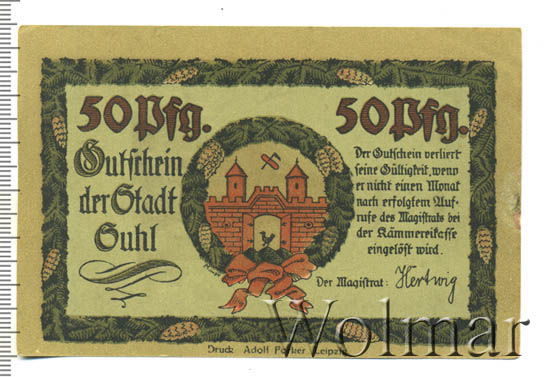 50 Pfg.
50 Pfg.
Gutschein
der Stadt
Suhl
Der Gutschein verliert
seine Gültigkeit, wenn
er nicht einen Monat
nach erfolgtem Auf-
rufe des Magistrats bei
der Kämmereikasse
eingelöst wird.
Der Magistrat: Hertwig
Druck Adolf Leipzig
Wolmar